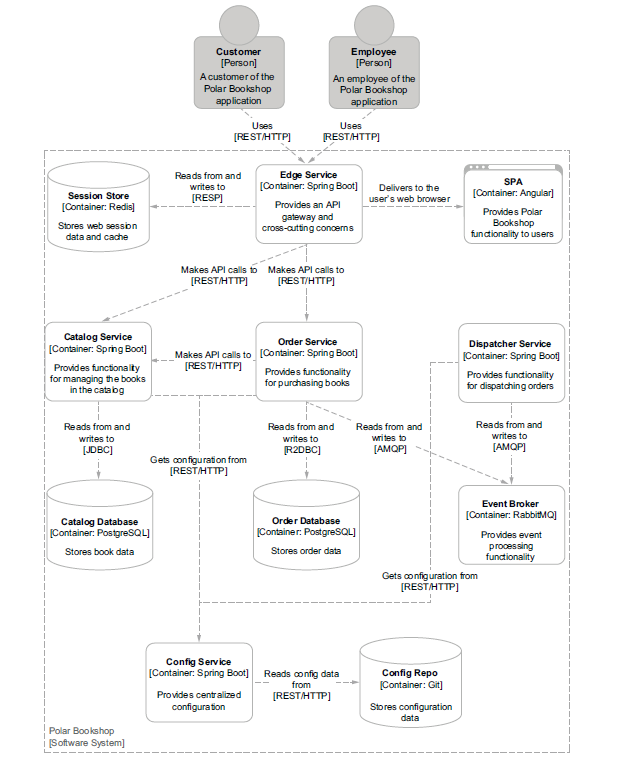 Customer
[Person]
A customer of the
Polar Bookshop
application
Employee
[Person]
An employee of the
Polar Bookshop
application
Uses
[REST/HTTP]
Uses
[REST/HTTP]
Session Store
[Container: Redis]
Stores web session
data and cache
Reads from and
writes to
[RESP]
Edge Service
[Container: Spring Boot]
Provides an API
gateway and
cross-cutting concerns
Delivers to the
user's web browser
SPA
[Container: Angular]
Provides Polar
Bookshop
functionality to users
Makes API calls to
[REST/HTTP]
Makes API calls to
[REST/HTTP]
Catalog Service
[Container: Spring Boot]
Provides functionality
for managing the books
in the catalog
Makes API calls to
[REST/HTTP]
Order Service
[Container: Spring Boot]
Provides functionality
for purchasing books
Dispatcher Service
[Container: Spring Boot]
Provides functionality
for dispatching orders
Reads from and
writes to
[JDBC]
Gets configuration from
[REST/HTTP]
Reads from and
writes to
[R2DBC]
Reads from and
writes to
[AMQP]
Reads from and
writes to
[AMQP]
Catalog Database
[Container: PostgreSQL]
Stores book data
Order Database
[Container: PostgreSQL]
Stores order data
Event Broker
[Container: RabbitMQ]
Provides event
processing
functionality
Gets configuration from
[REST/HTTP]
Config Service
[Container: Spring Boot]
Provides centralized
configuration
Reads config data
from
[REST/HTTP]
Config Repo
[Container: Git]
Stores configuration
data
Polar Bookshop
[Software System]